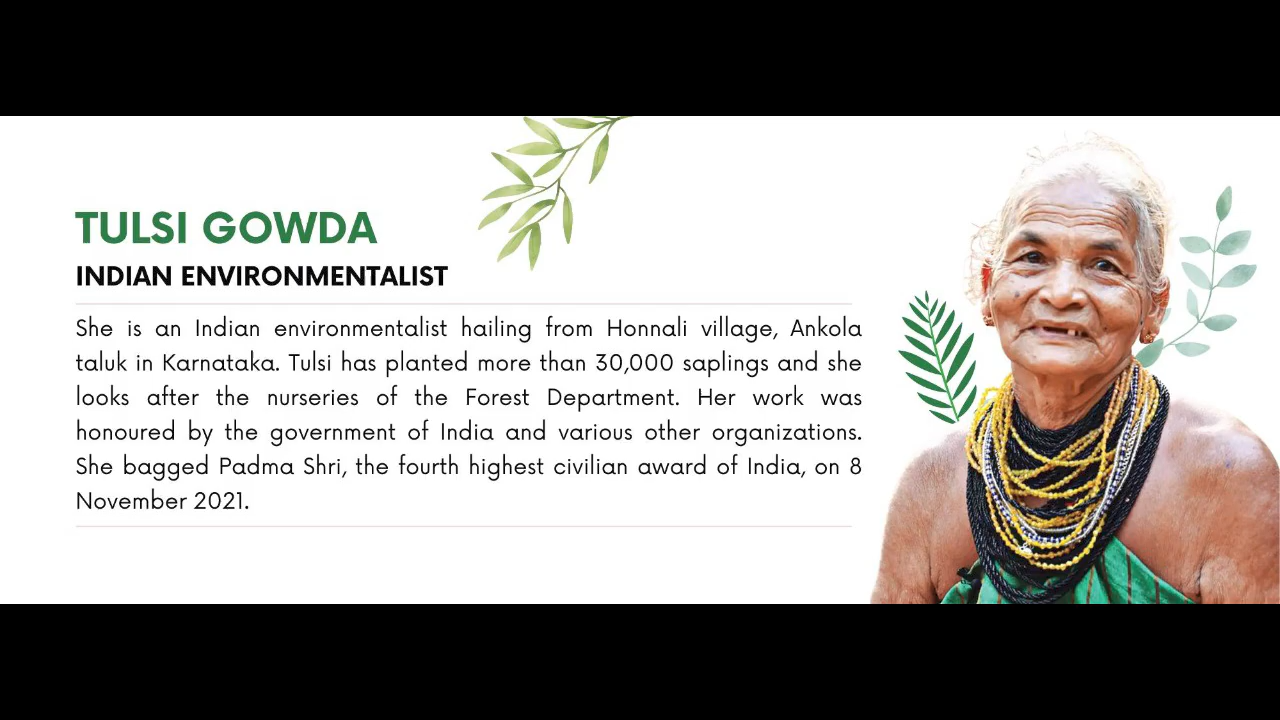 TULSI GOWDA
INDIAN ENVIRONMENTALIST
She is an Indian environmentalist hailing from Honnali village, Ankola
taluk in Karnataka. Tulsi has planted more than 30,000 saplings and she
looks after the nurseries of the Forest Department. Her work was
honoured by the government of India and various other organizations.
She bagged Padma Shri, the fourth highest civilian award of India, on 8
November 2021.